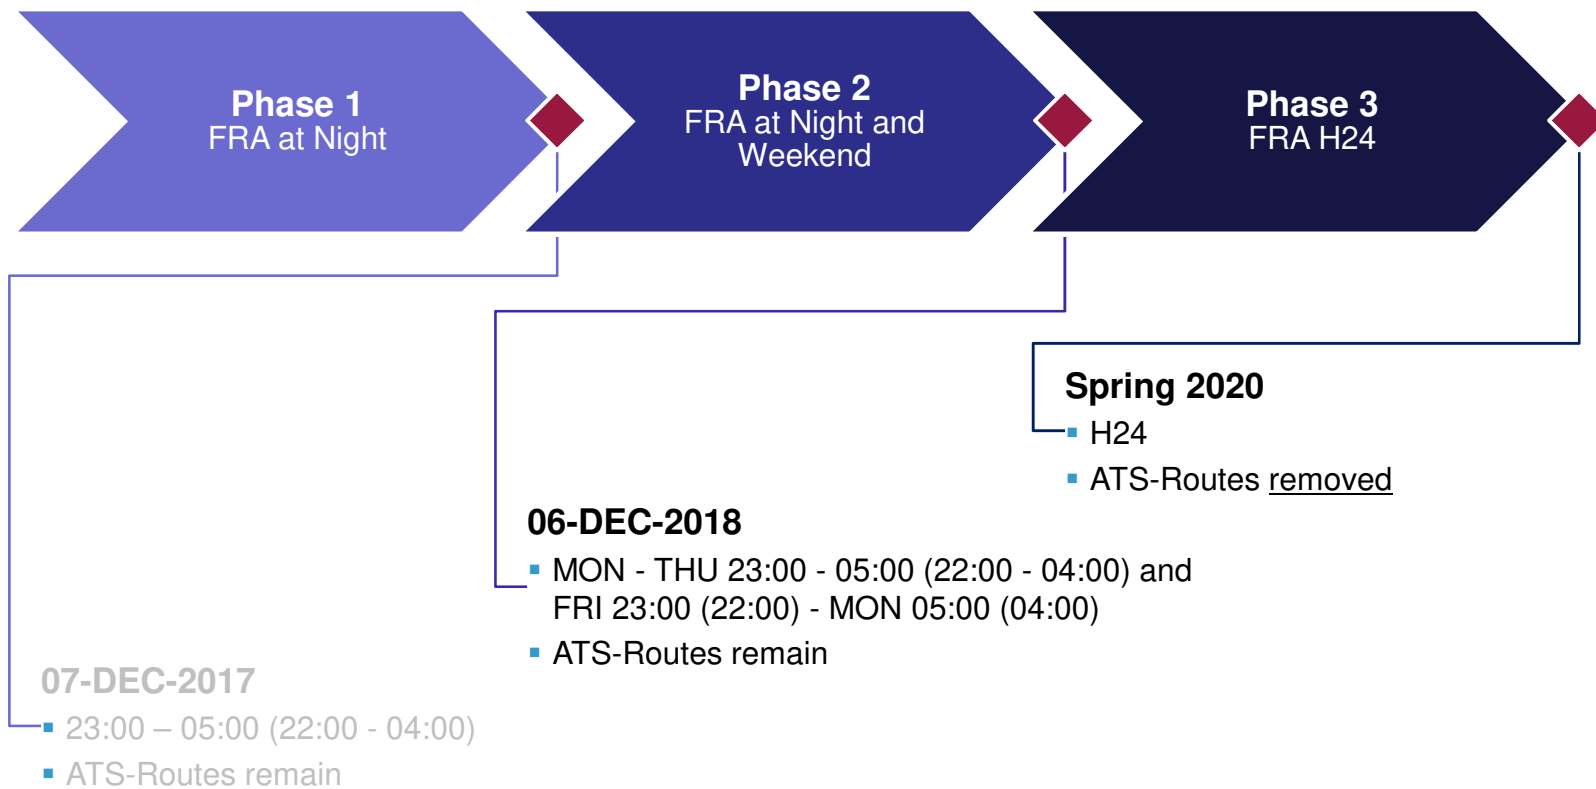 Phase 1
FRA at Night
Phase 2
FRA at Night and
Weekend
Phase 3
FRA H24
Spring 2020
▪ H24
▪ ATS-Routes removed
06-DEC-2018
▪ MON - THU 23:00 - 05:00 (22:00 - 04:00) and
FRI 23:00 (22:00) - MON 05:00 (04:00)
▪ ATS-Routes remain
07-DEC-2017
▪ 23:00 – 05:00 (22:00 - 04:00)
▪ ATS-Routes remain